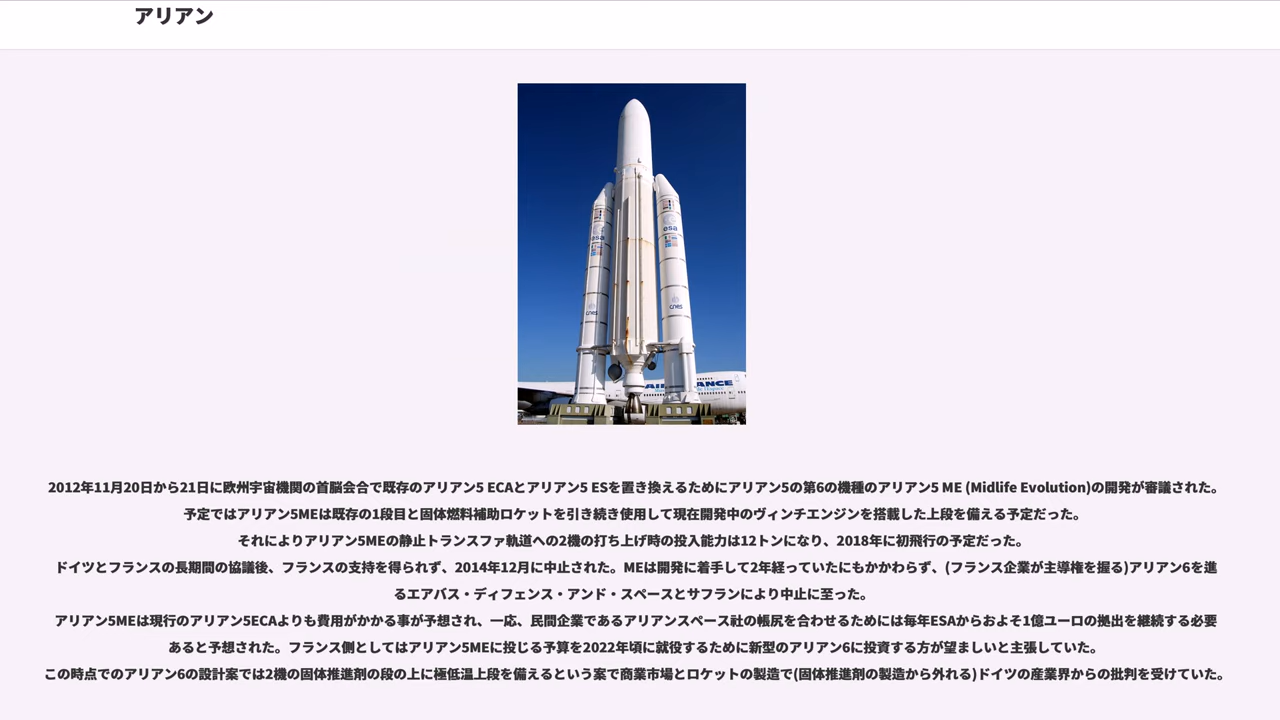 アリアン
esa
esa
cnes
cnes
AIR FRANCE
2012年11月20日から21日に欧州宇宙機関の首脳会合で既存のアリアン5 ECAとアリアン5 ESを置き換えるためにアリアン5の第6の機種のアリアン5 ME (Midlife Evolution)の開発が審議された。
予定ではアリアン5MEは既存の1段目と固体燃料補助ロケットを引き続き使用して現在開発中のヴィンチエンジンを搭載した上段を備える予定だった。
それによりアリアン5MEの静止トランスファ軌道への2機の打ち上げ時の投入能力は12トンになり、2018年に初飛行の予定だった。
ドイツとフランスの長期間の協議後、フランスの支持を得られず、2014年12月に中止された。MEは開発に着手して2年経っていたにもかかわらず、(フランス企業が主導権を握る)アリアン6を進
るエアバス・ディフェンス・アンド・スペースとサフランにより中止に至った。
アリアン5MEは現行のアリアン5ECAよりも費用がかかる事が予想され、一応、民間企業であるアリアンスペース社の帳尻を合わせるためには毎年ESAからおよそ1億ユーロの拠出を継続する必要
あると予想された。フランス側としてはアリアン5MEに投じる予算を2022年頃に就役するために新型のアリアン6に投資する方が望ましいと主張していた。
この時点でのアリアン6の設計案では2機の固体推進剤の段の上に極低温上段を備えるという案で商業市場とロケットの製造で(固体推進剤の製造から外れる)ドイツの産業界からの批判を受けていた。